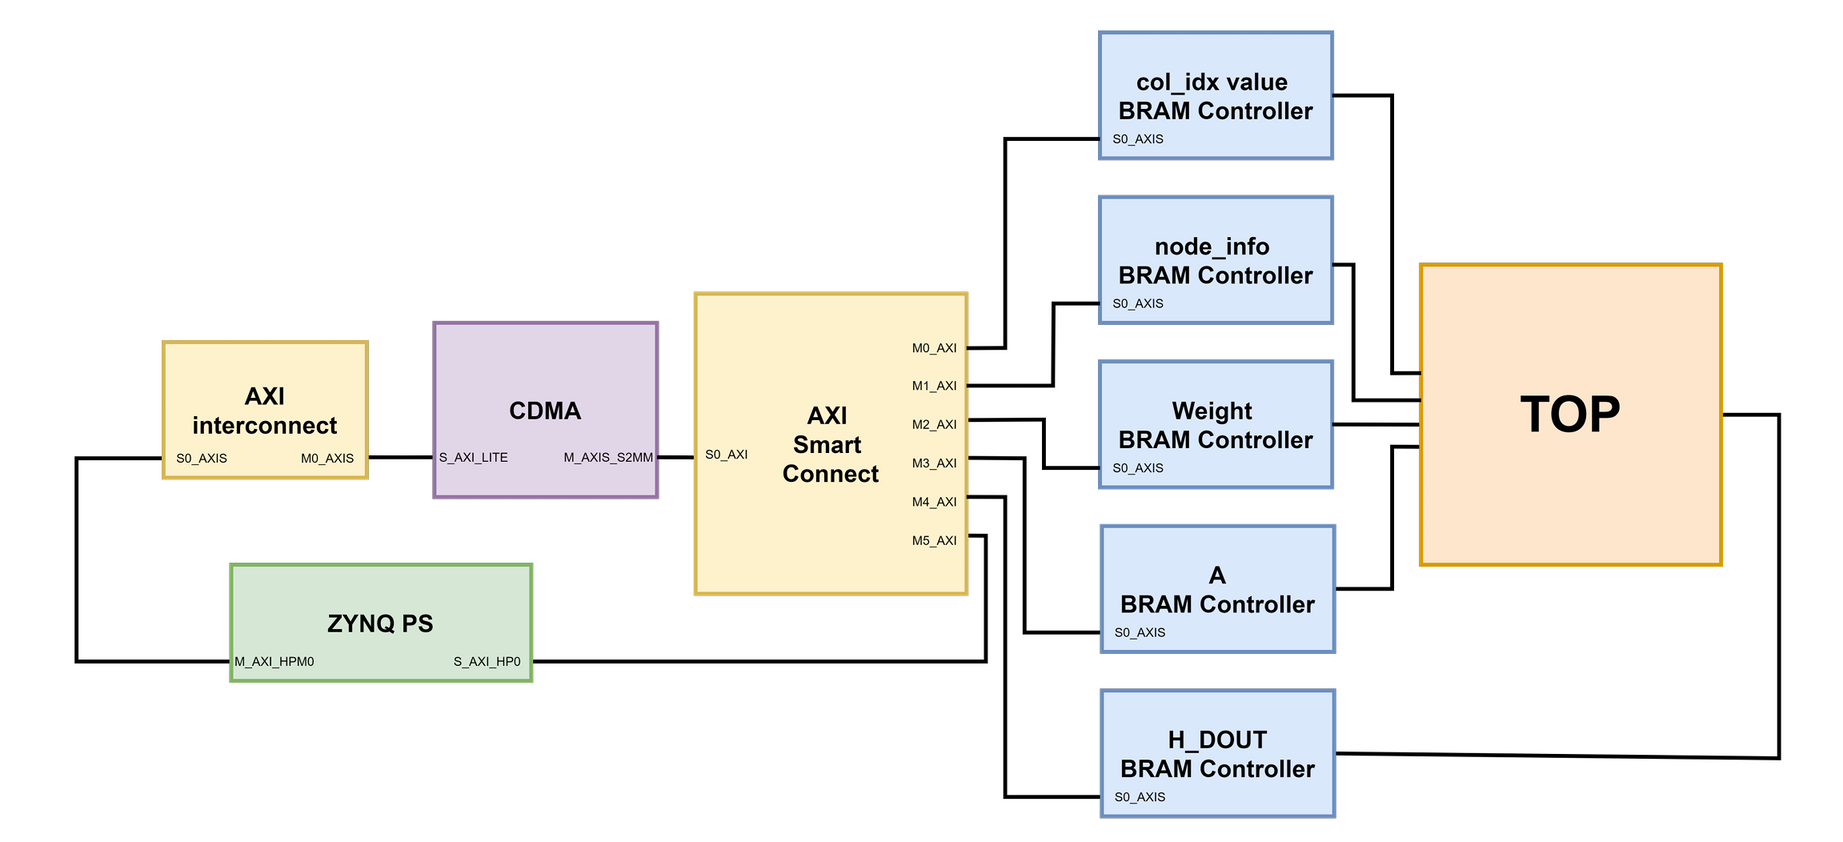 col_idx value
BRAM Controller
S0_AXIS
node_info
BRAM Controller
S0_AXIS
Weight
BRAM Controller
S0_AXIS
A
BRAM Controller
S0_AXIS
H_DOUT
BRAM Controller
S0_AXIS
TOP
AXI
Smart
Connect
S0_AXI
M0_AXI
M1_AXI
M2_AXI
M3_AXI
M4_AXI
M5_AXI
CDMA
S_AXI_LITE
M_AXIS_S2MM
AXI
interconnect
S0_AXIS
M0_AXIS
ZYNQ PS
M_AXI_HPM0
S_AXI_HP0